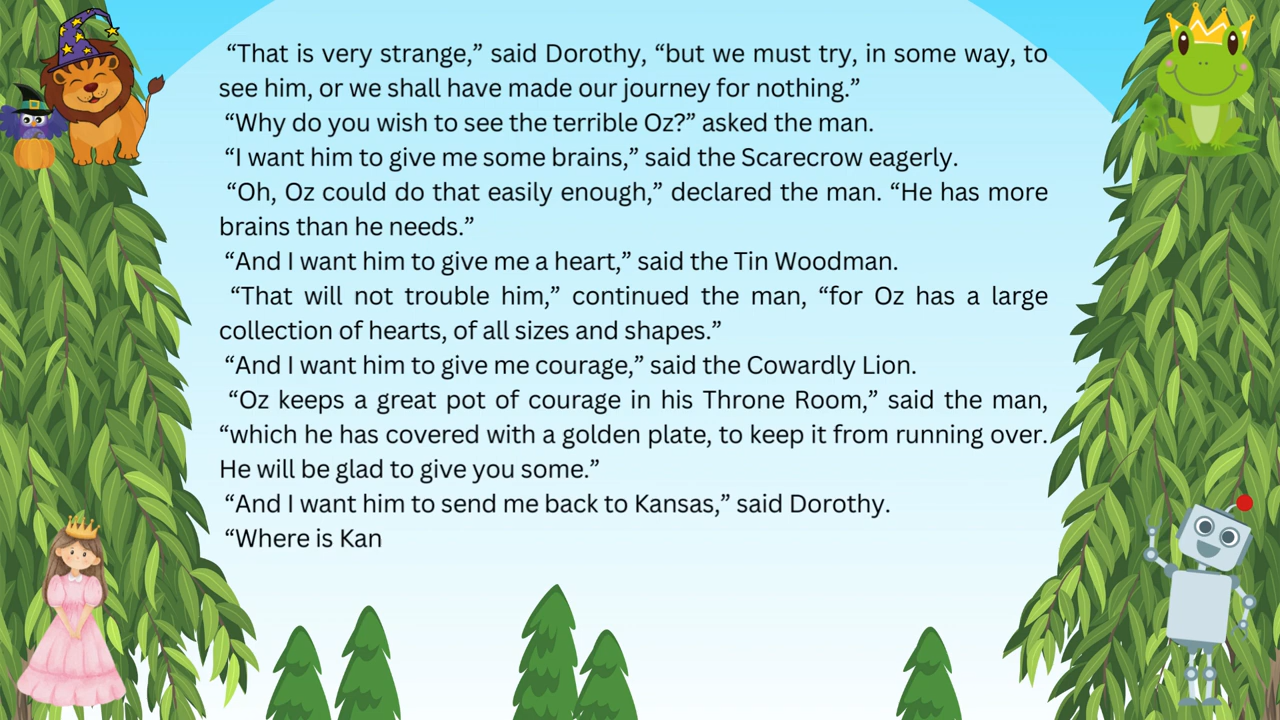 “That is very strange,” said Dorothy, “but we must try, in some way, to
see him, or we shall have made our journey for nothing.”
“Why do you wish to see the terrible Oz?” asked the man.
“I want him to give me some brains,” said the Scarecrow eagerly.
“Oh, Oz could do that easily enough,” declared the man. “He has more
brains than he needs.”
“And I want him to give me a heart,” said the Tin Woodman.
“That will not trouble him,” continued the man, “for Oz has a large
collection of hearts, of all sizes and shapes.”
“And I want him to give me courage,” said the Cowardly Lion.
“Oz keeps a great pot of courage in his Throne Room,” said the man,
“which he has covered with a golden plate, to keep it from running over.
He will be glad to give you some.”
“And I want him to send me back to Kansas,” said Dorothy.
“Where is Kan